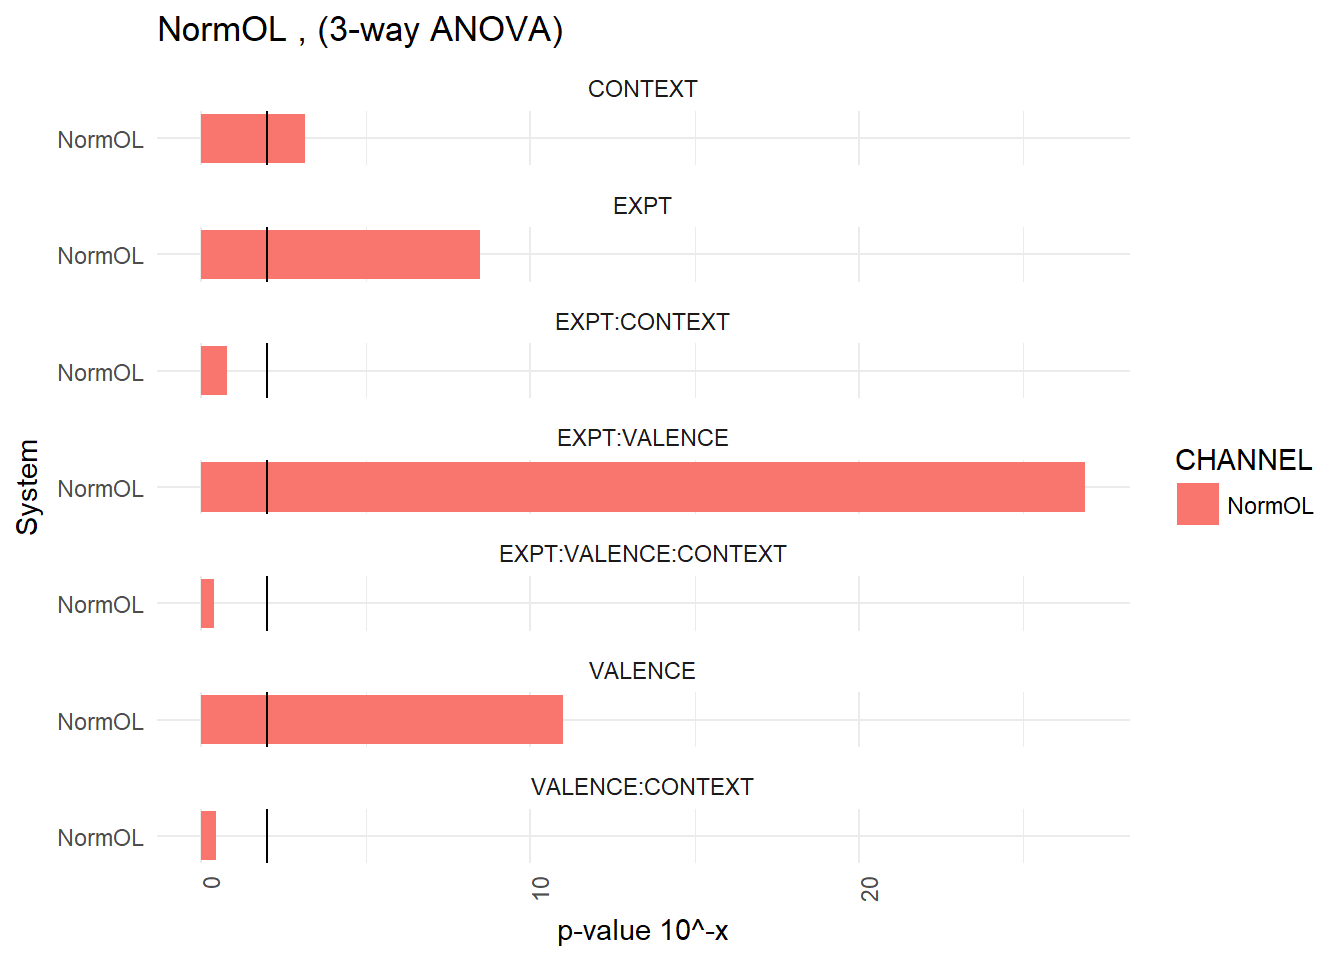 NormOL , (3-way ANOVA)
CONTEXT
NormOL
EXPT
NormOL
EXPT:CONTEXT
NormOL
EXPT:VALENCE
NormOL
EXPT:VALENCE:CONTEXT
NormOL
VALENCE
NormOL
VALENCE:CONTEXT
NormOL
0 10 20
p-value 10^-x
System
CHANNEL
NormOL